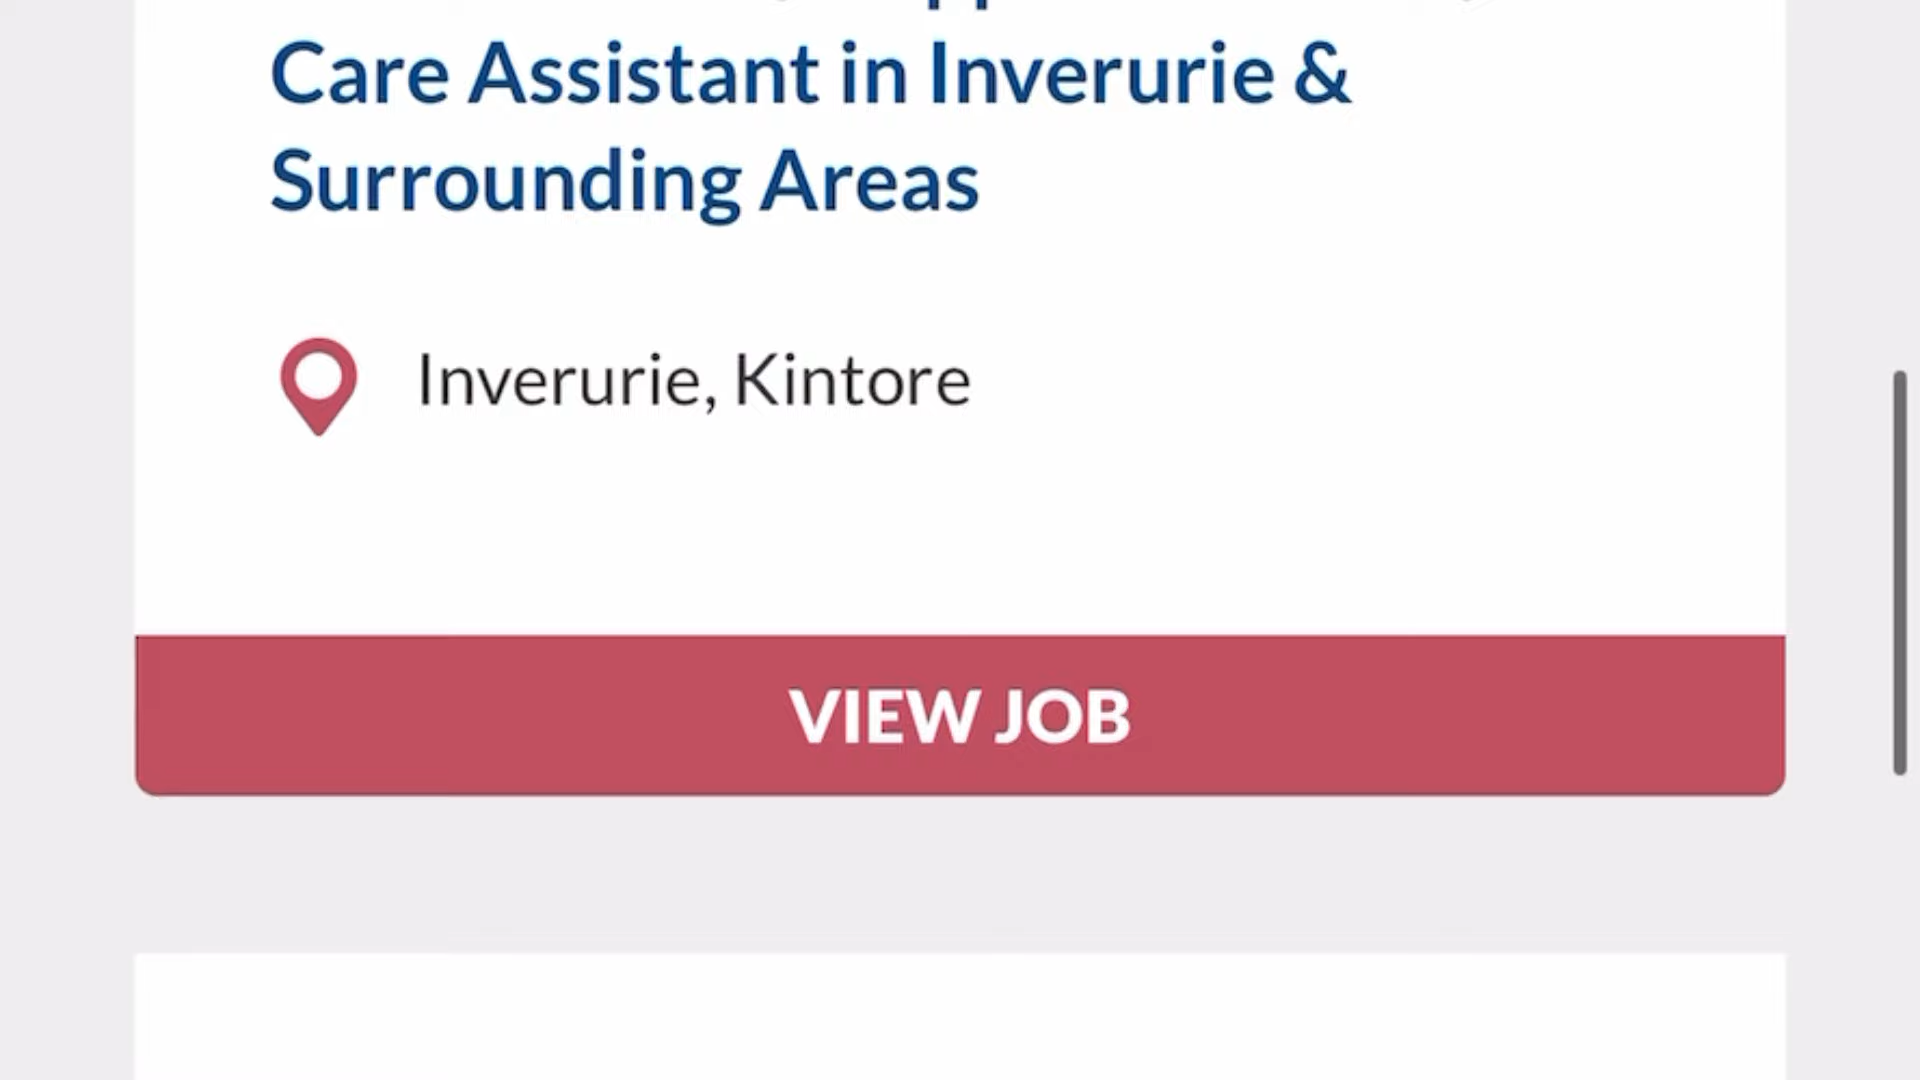 Care Assistant in Inverurie &
Surrounding Areas
Inverurie, Kintore
VIEW JOB